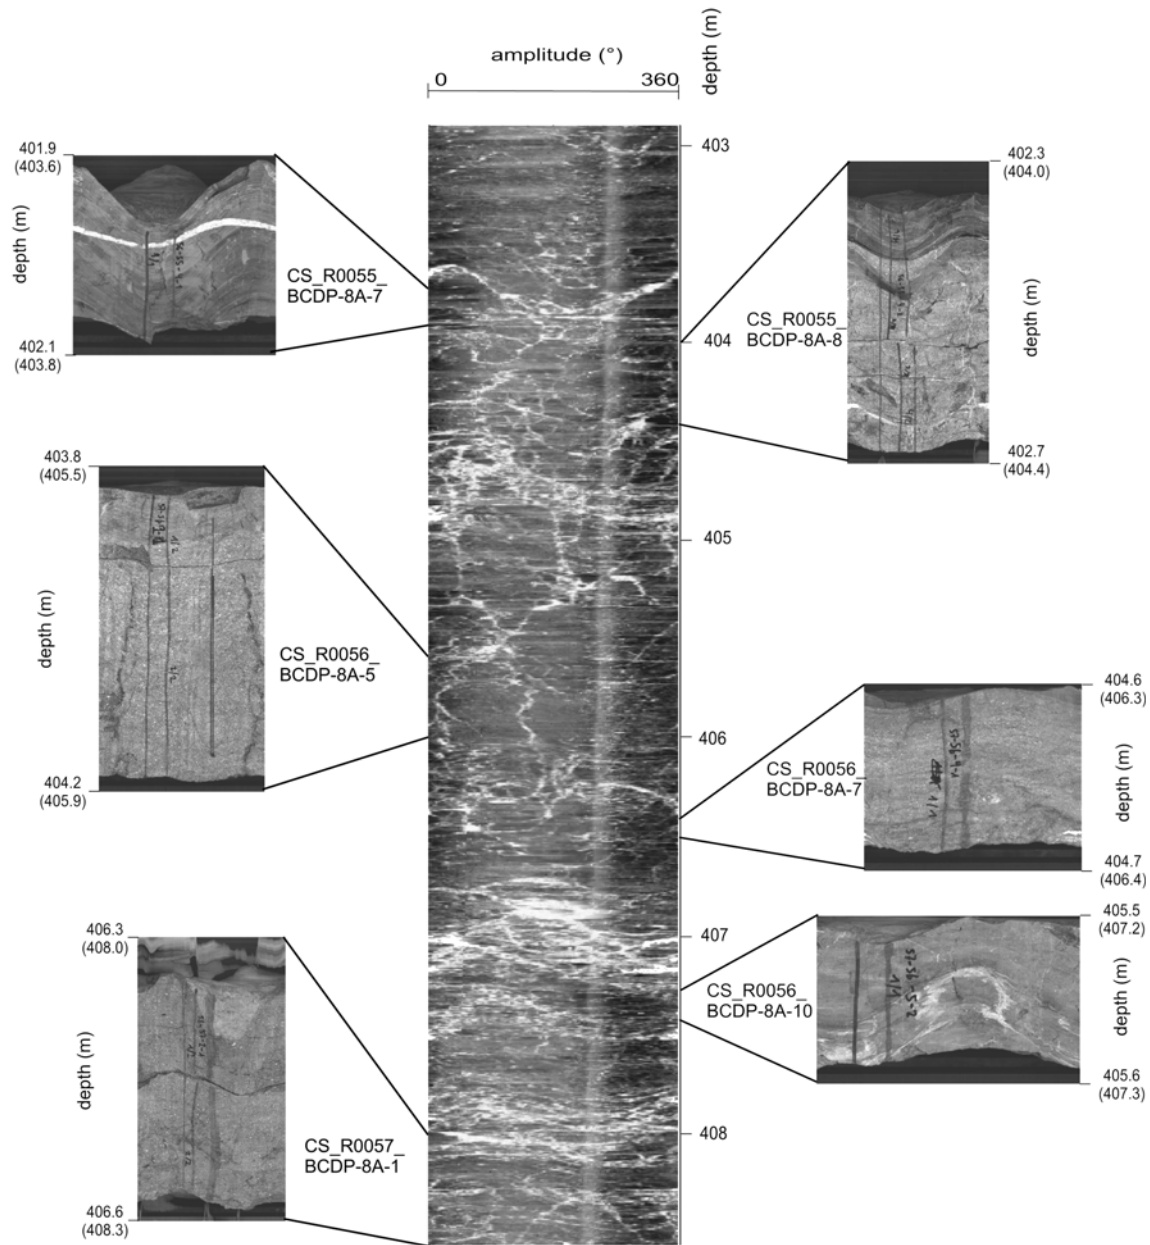 depth (m)
amplitude (°)
0
360
403
401.9
(403.6)
depth (m)
CS_R0055_
BCDP-8A-7
402.1
(403.8)
402.3
(404.0)
depth (m)
CS_R0055_
BCDP-8A-8
404
402.7
(404.4)
403.8
(405.5)
405
depth (m)
CS_R0056_
BCDP-8A-5
404.2
(405.9)
406
404.6
(406.3)
depth (m)
CS_R0056_
BCDP-8A-7
404.7
(406.4)
406.3
(408.0)
407
405.5
(407.2)
depth (m)
CS_R0056_
BCDP-8A-10
405.6
(407.3)
depth (m)
408
CS_R0057_
BCDP-8A-1
406.6
(408.3)